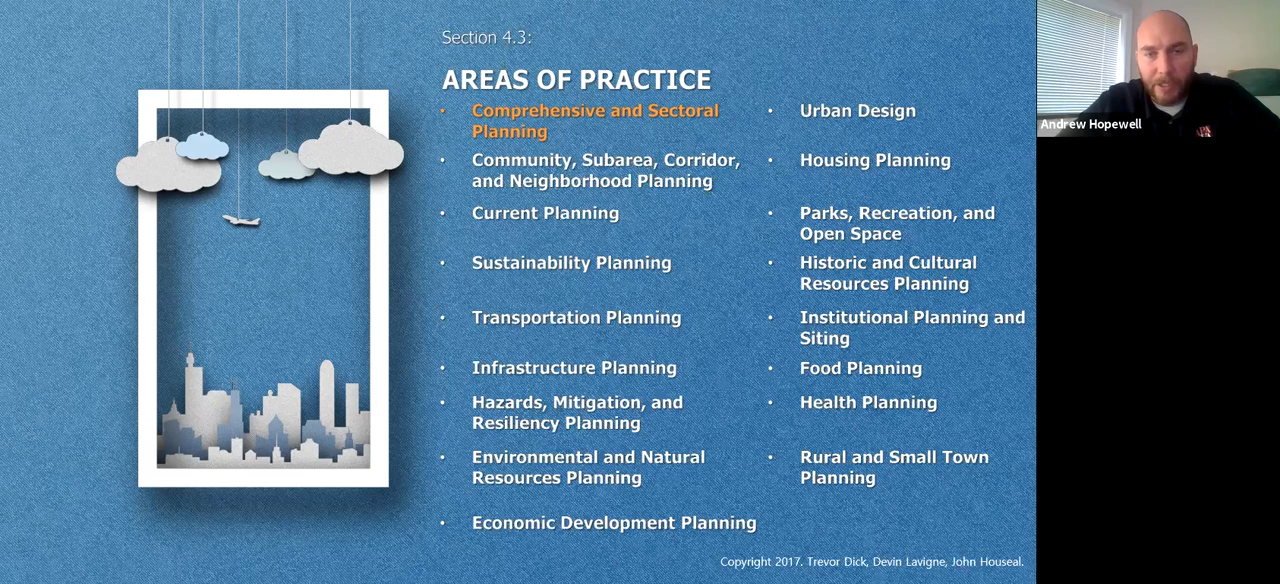 Section 4.3:
AREAS OF PRACTICE
• Comprehensive and Sectoral
Planning
• Community, Subarea, Corridor,
and Neighborhood Planning
• Current Planning
• Sustainability Planning
• Transportation Planning
• Infrastructure Planning
• Hazards, Mitigation, and
Resiliency Planning
• Environmental and Natural
Resources Planning
• Economic Development Planning
• Urban Design
• Housing Planning
• Parks, Recreation, and
Open Space
• Historic and Cultural
Resources Planning
• Institutional Planning and
Siting
• Food Planning
• Health Planning
• Rural and Small Town
Planning
Copyright 2017. Trevor Dick, Devin Lavigne, John Houseal.
Andrew Hopewell